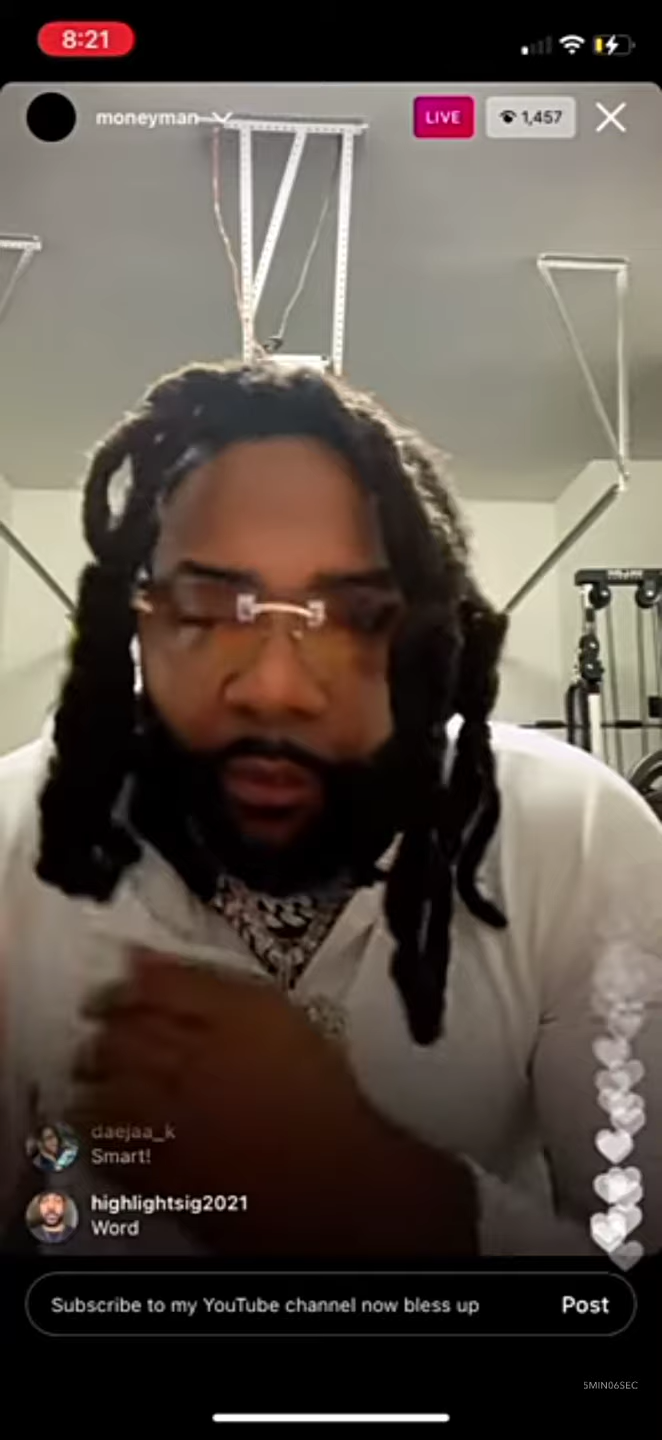 8:21
moneyman
LIVE
1,457
daejaa_k
Smart!
highlightsig2021
Word
Subscribe to my YouTube channel now bless up
Post
5MIN06SEC